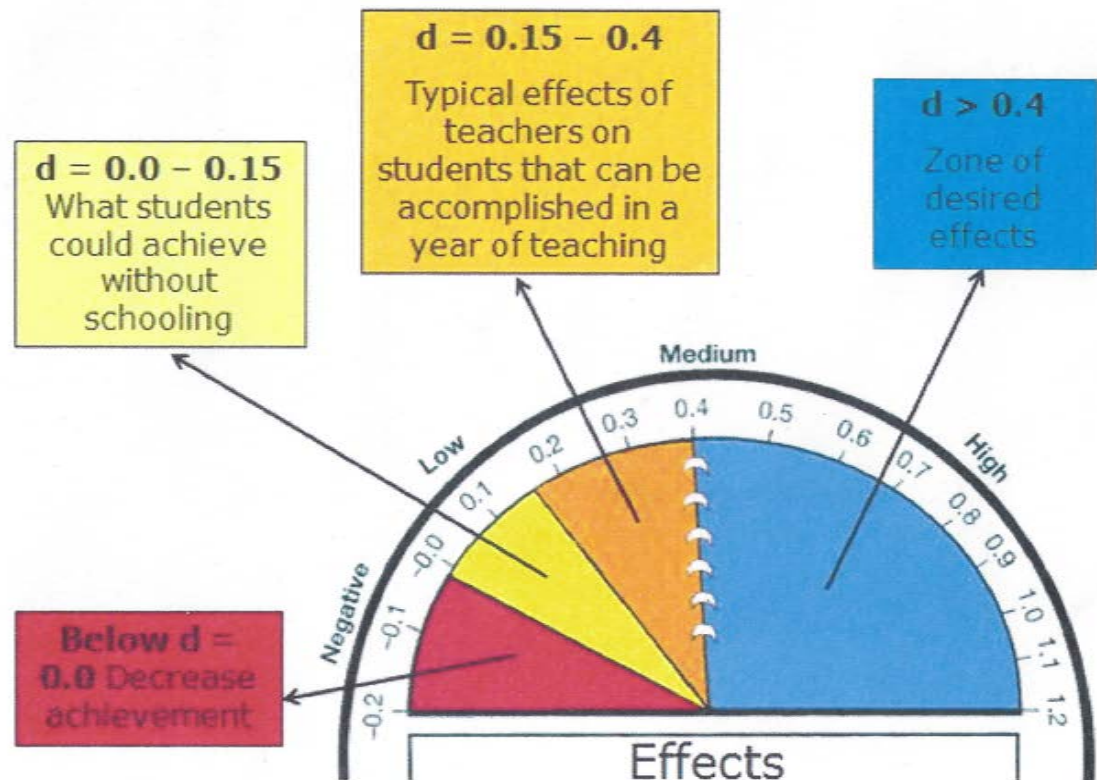 d = 0.15 – 0.4
Typical effects of
teachers on
students that can be
accomplished in a
year of teaching
d > 0.4
Zone of
desired
effects
d = 0.0 – 0.15
What students
could achieve
without
schooling
Below d =
0.0 Decrease
achievement
Negative
Low
Medium
High
–0.2
–0.1
–0.0
0.1
0.2
0.3
0.4
0.5
0.6
0.7
0.8
0.9
1.0
1.1
1.2
Effects